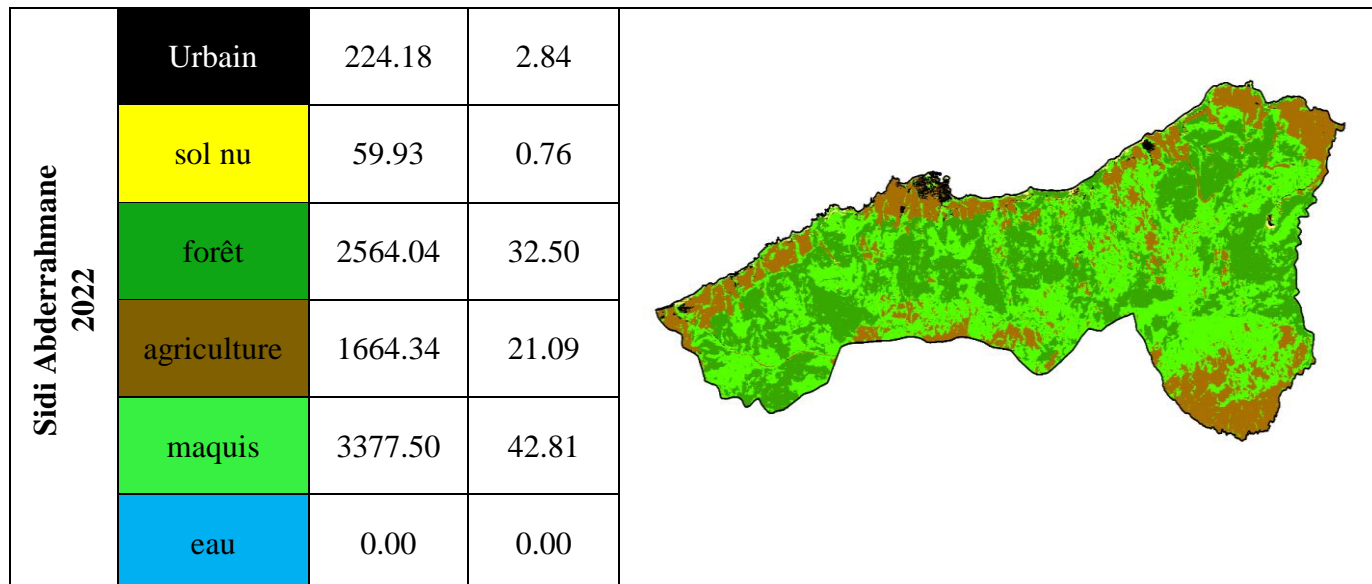 Sidi Abderrahmane
2022
Urbain 224.18 2.84
sol nu 59.93 0.76
forêt 2564.04 32.50
agriculture 1664.34 21.09
maquis 3377.50 42.81
eau 0.00 0.00